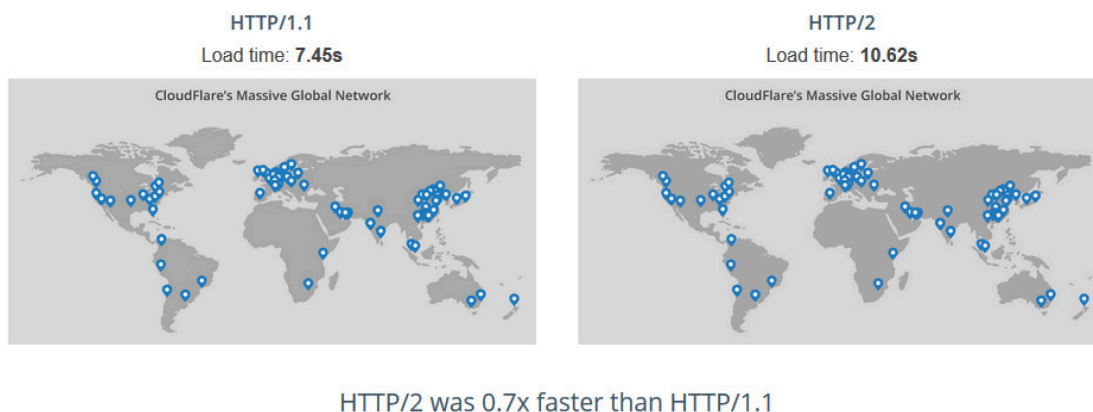 HTTP/1.1
Load time: 7.45s
CloudFlare's Massive Global Network
HTTP/2
Load time: 10.62s
CloudFlare's Massive Global Network
HTTP/2 was 0.7x faster than HTTP/1.1